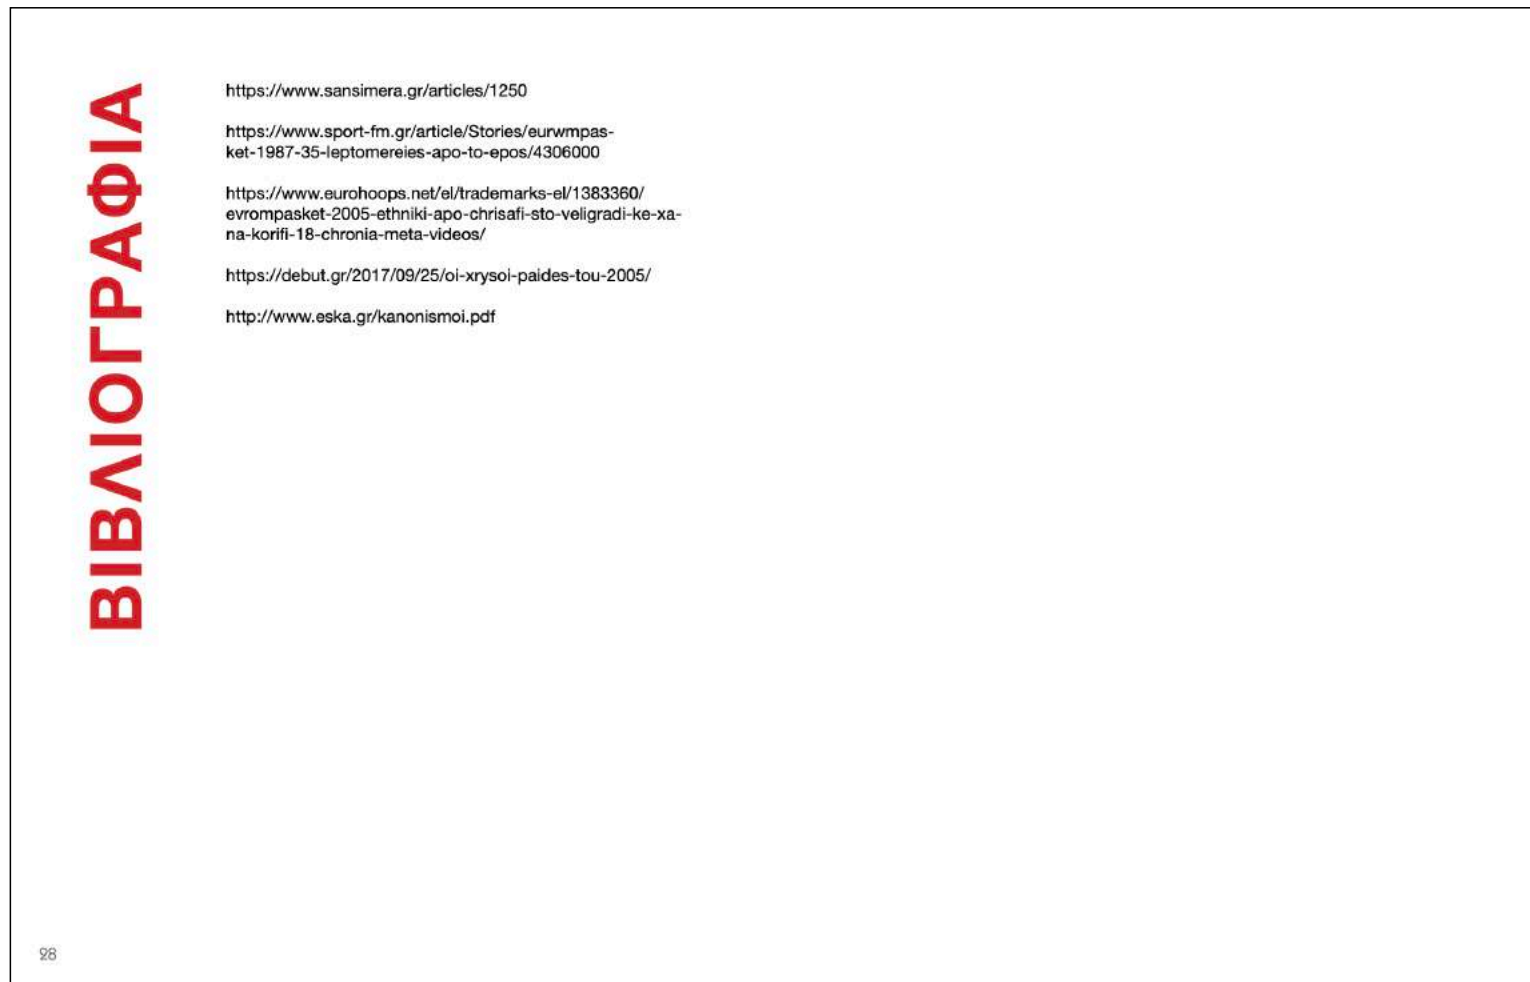 ΒΙΒΛΙΟΓΡΑΦΙΑ
https://www.sansimera.gr/articles/1250
https://www.sport-fm.gr/article/Stories/eurwmpas-
ket-1987-35-leptomereies-apo-to-epos/4306000
https://www.eurohoops.net/el/trademarks-el/1383360/
evrompasket-2005-ethniki-apo-chrisafi-sto-veligradi-ke-xa-
na-korifi-18-chronia-meta-videos/
https://debut.gr/2017/09/25/oi-xrysoi-paides-tou-2005/
http://www.eska.gr/kanonismoi.pdf
28